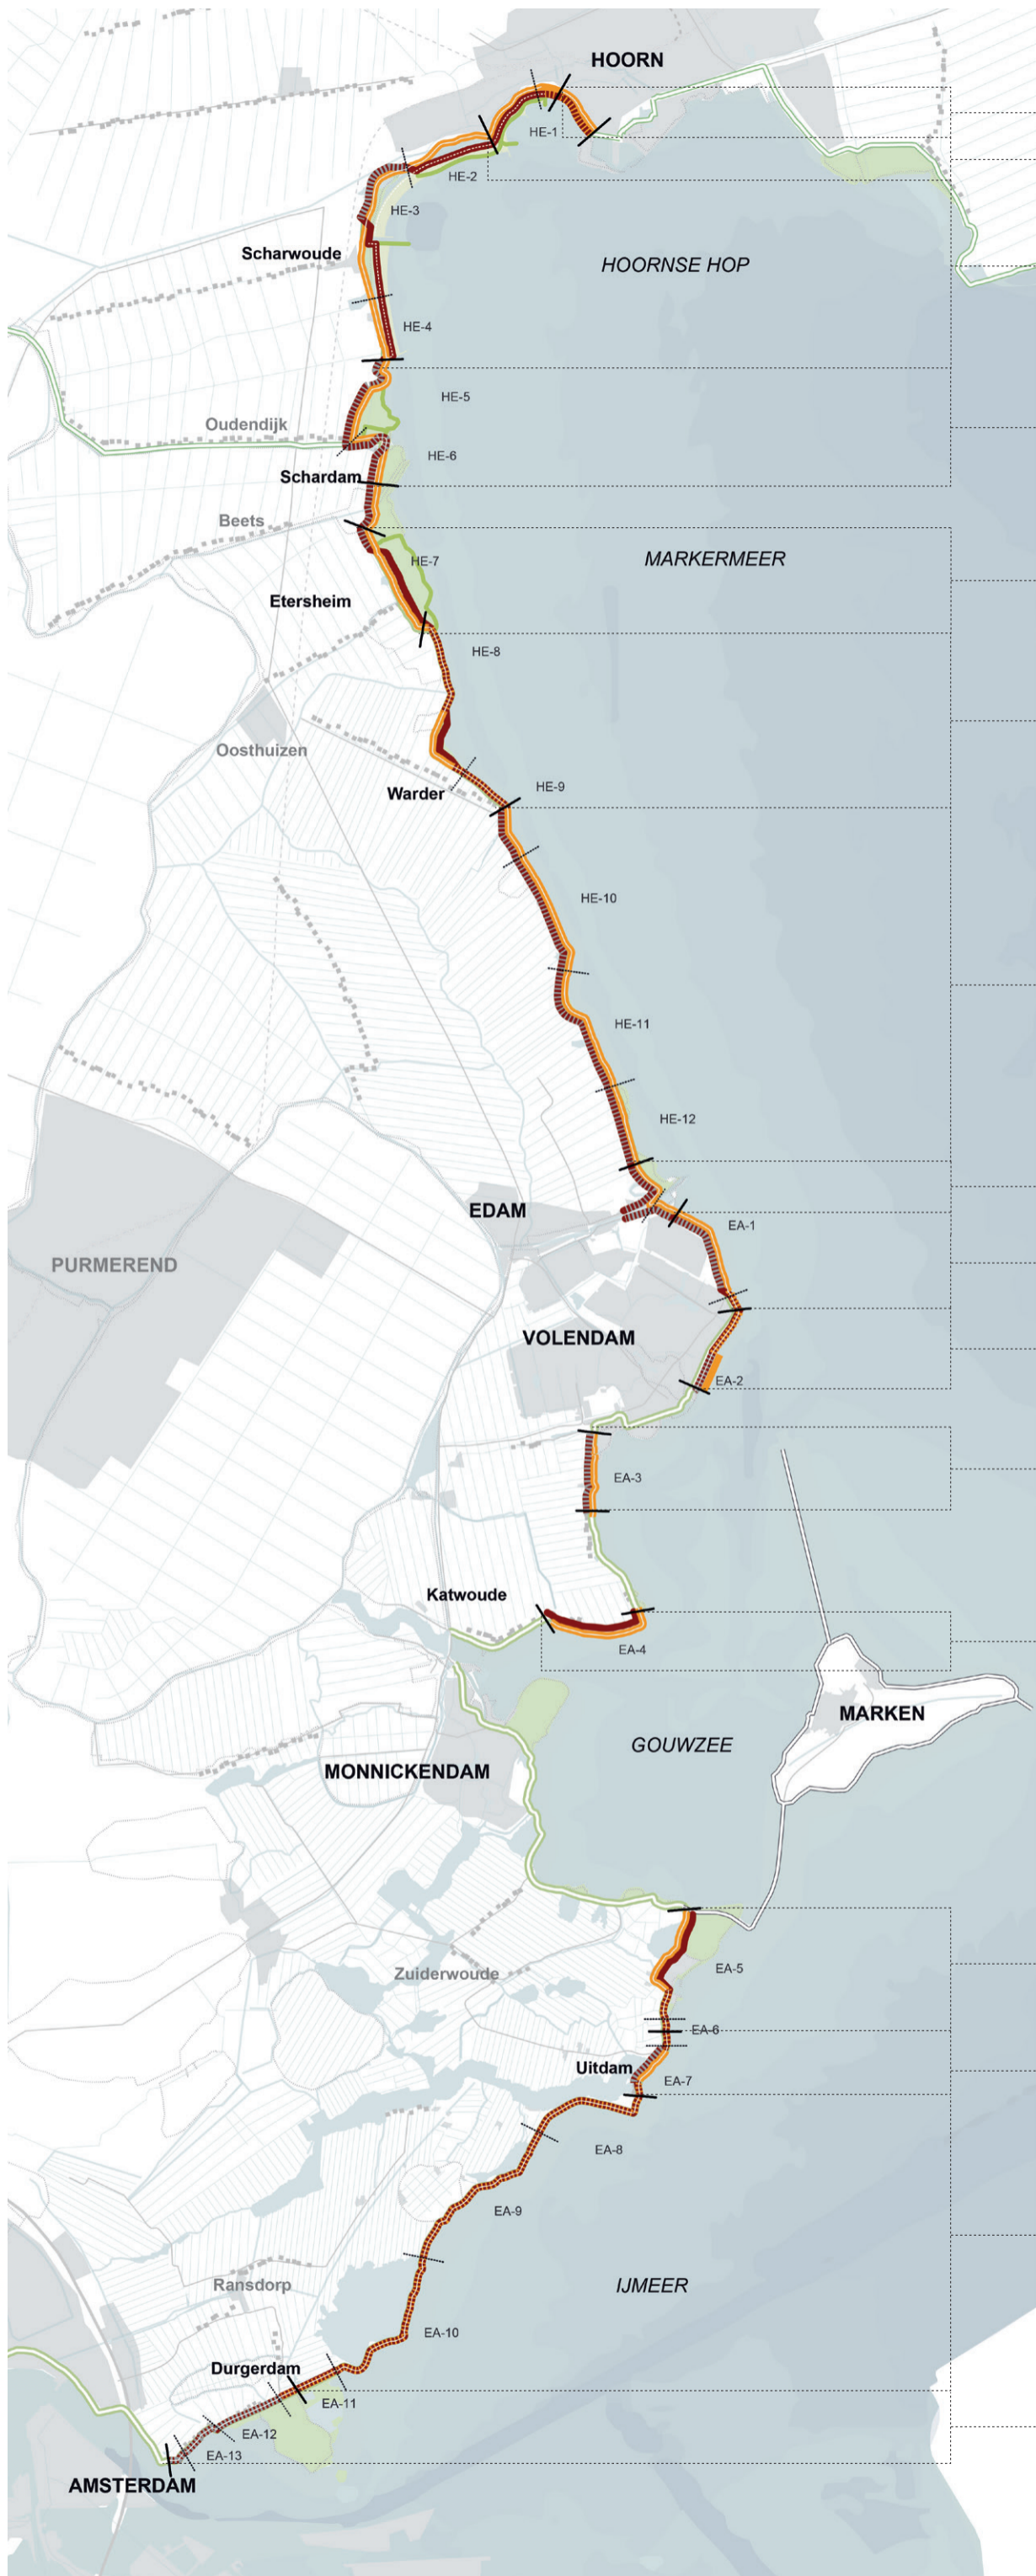 HOORN
HE-1
HE-2
HE-3
Scharwoude
HOORNSE HOP
HE-4
HE-5
Oudendijk
HE-6
Schardam
Beets
MARKERMEER
HE-7
Etersheim
HE-8
Oosthuizen
HE-9
Warder
HE-10
HE-11
HE-12
EDAM
EA-1
PURMEREND
VOLENDAM
EA-2
EA-3
Katwoude
EA-4
MARKEN
GOUWZEE
MONNICKENDAM
EA-5
Zuiderwoude
EA-6
Uitdam
EA-7
EA-8
EA-9
Ransdorp
IJMEER
EA-10
Durgerdam
EA-11
EA-12
EA-13
AMSTERDAM